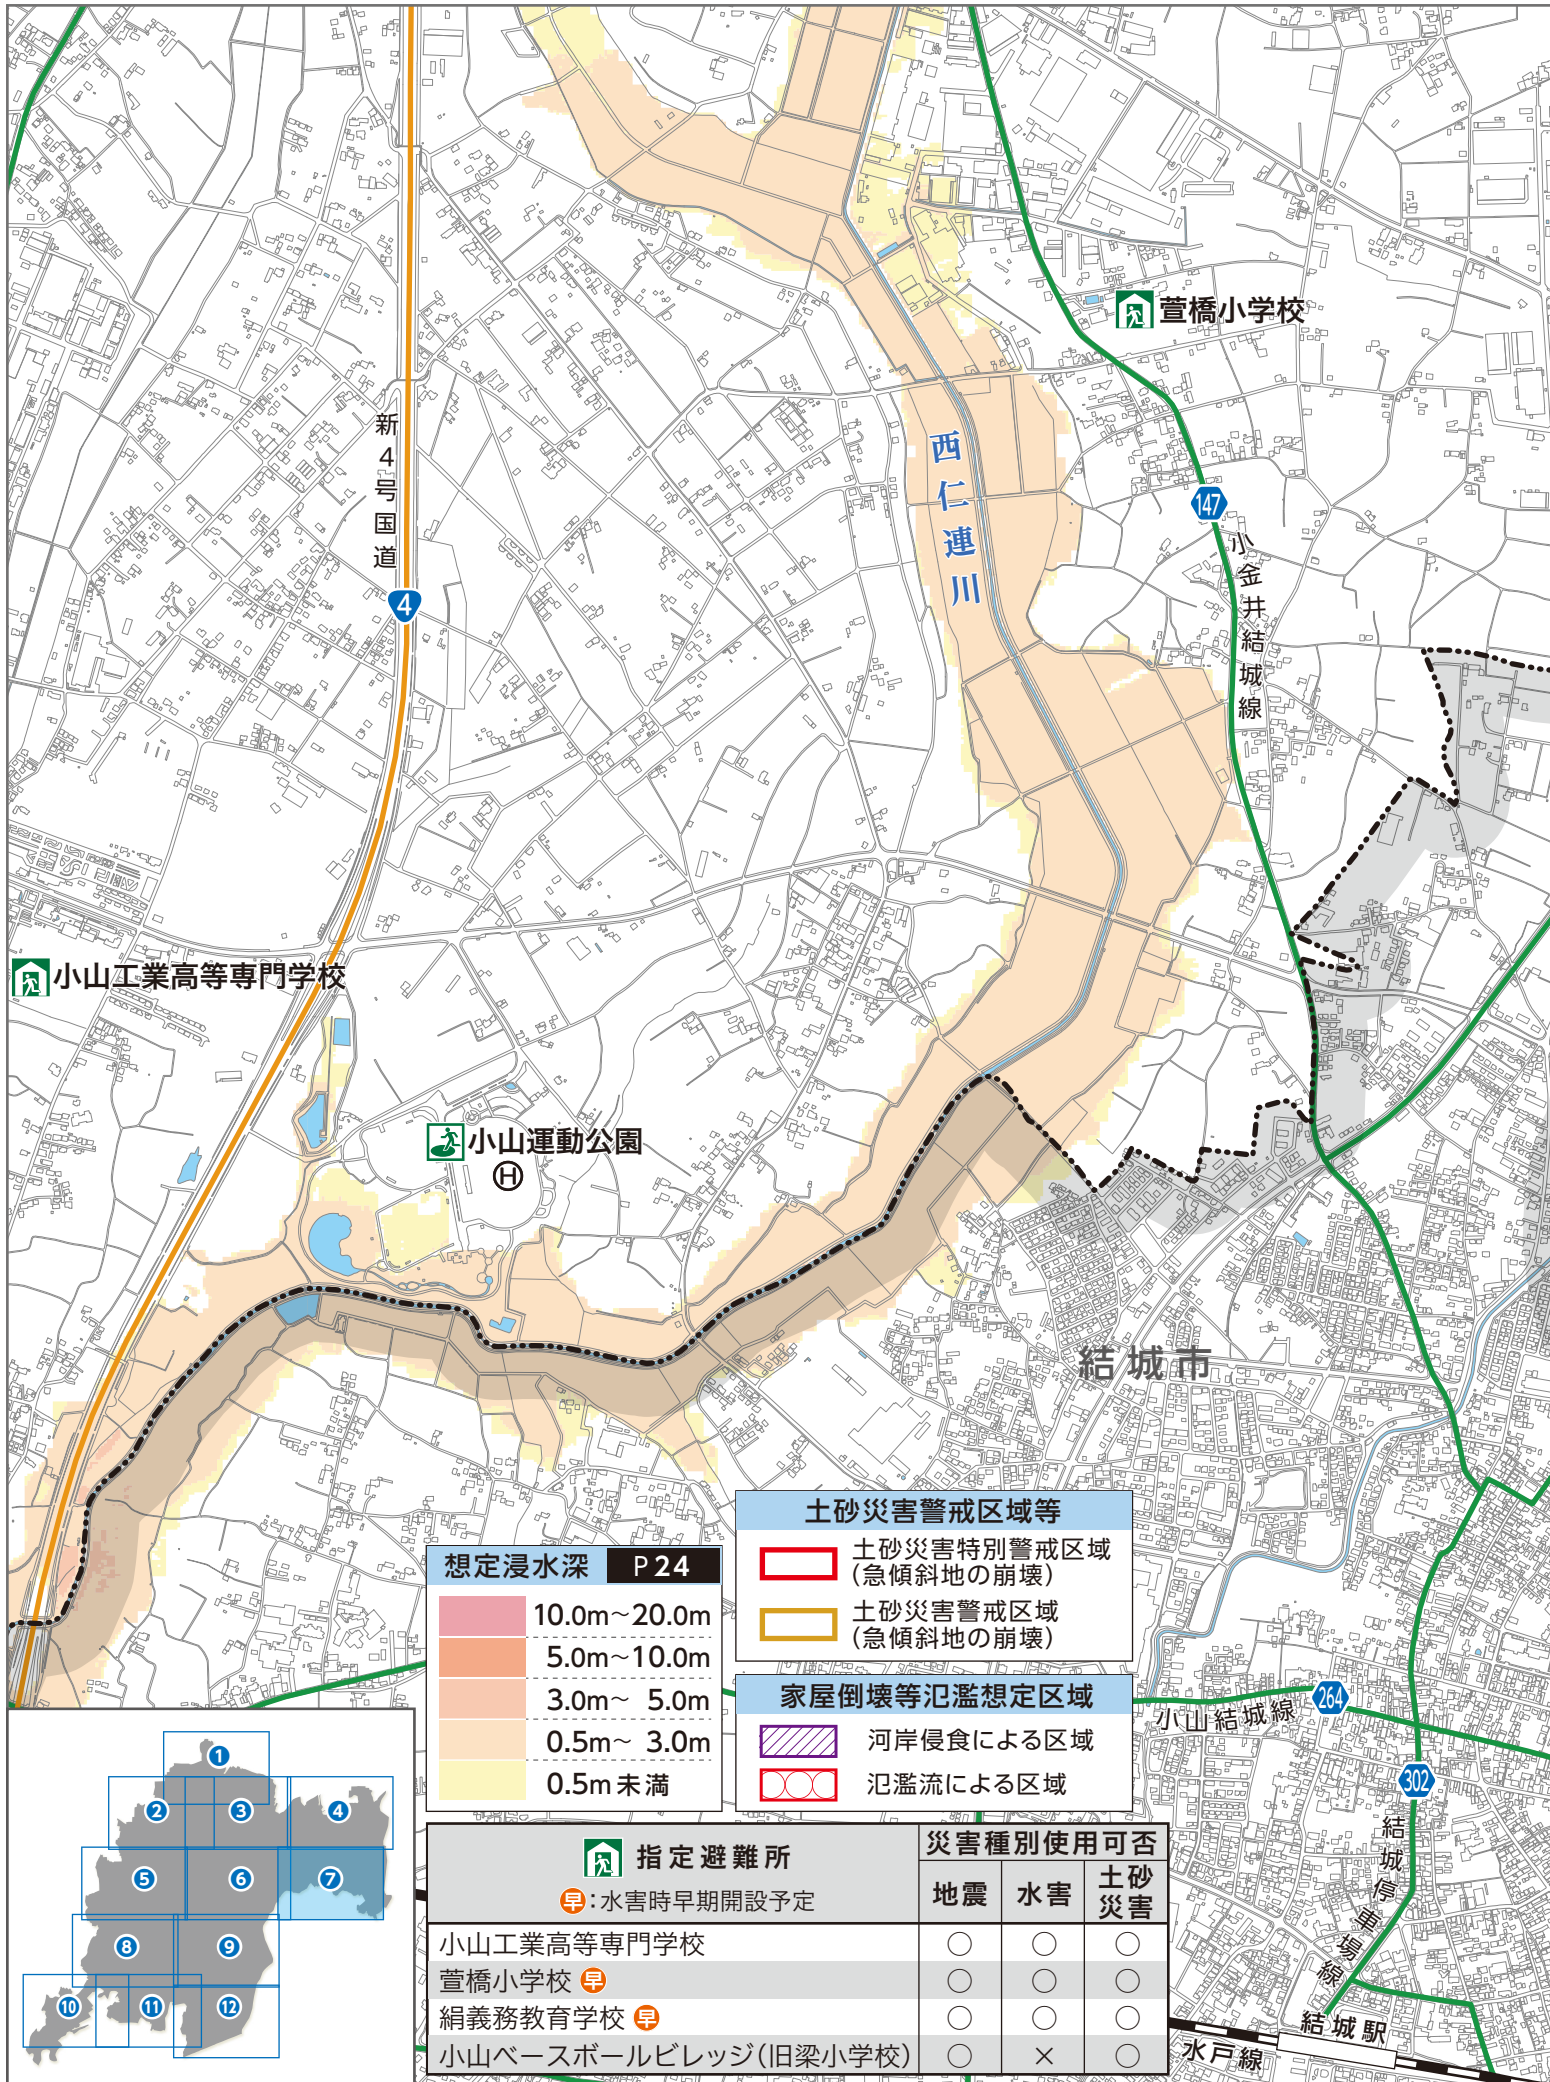 萱橋小学校
新4号国道
西仁連川
147
小金井結城線
4
小山工業高等専門学校
小山運動公園
H
結城市
土砂災害警戒区域等
土砂災害特別警戒区域
(急傾斜地の崩壊)
土砂災害警戒区域
(急傾斜地の崩壊)
想定浸水深 P24
10.0m～20.0m
5.0m～10.0m
3.0m～ 5.0m
0.5m～ 3.0m
0.5m未満
家屋倒壊等氾濫想定区域
河岸侵食による区域
氾濫流による区域
264
小山結城線
302
結城停車場線
結城駅
水戸線
1
2
3
4
5
6
7
8
9
10
11
12
指定避難所
早:水害時早期開設予定
災害種別使用可否
地震 水害 土砂災害
小山工業高等専門学校 ○ ○ ○
萱橋小学校 早 ○ ○ ○
絹義務教育学校 早 ○ ○ ○
小山ベースボールビレッジ(旧梁小学校) ○ × ○